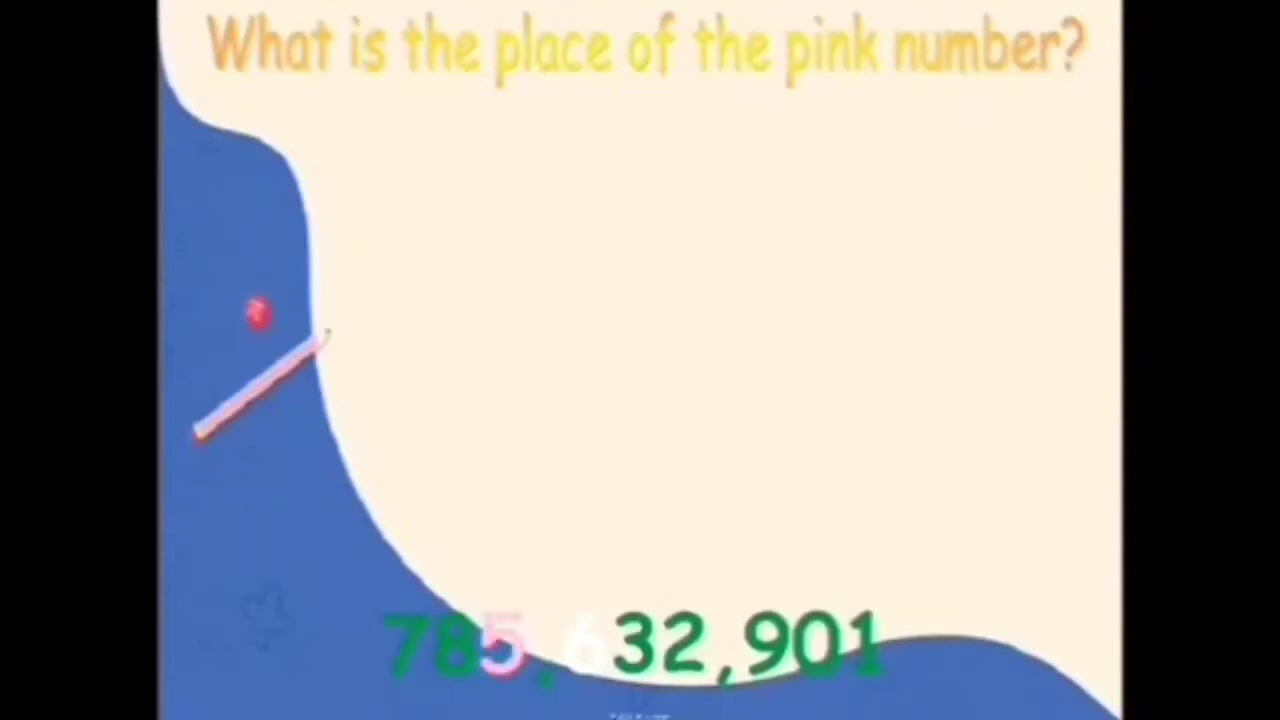 What is the place of the pink number?
785,632,901